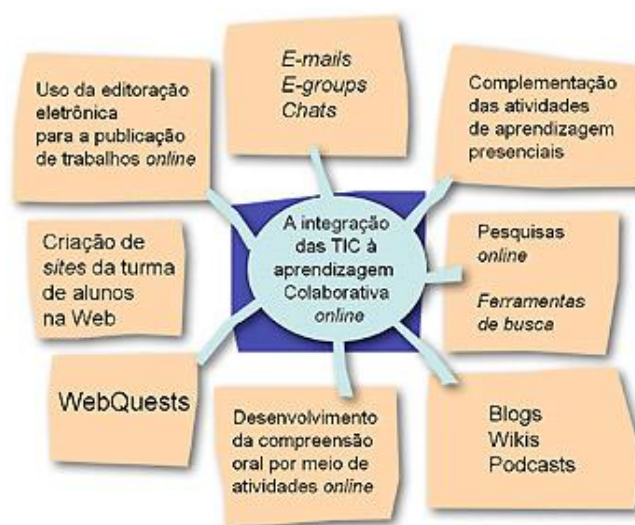 Uso da editoração
eletrônica
para a publicação
de trabalhos online
E-mails
E-groups
Chats
Complementação
das atividades
de aprendizagem
presenciais
A integração
das TIC à
aprendizagem
Colaborativa
online
Criação de
sites da turma
de alunos
na Web
Pesquisas
online
Ferramentas
de busca
WebQuests
Desenvolvimento
da compreensão
oral por meio de
atividades online
Blogs
Wikis
Podcasts